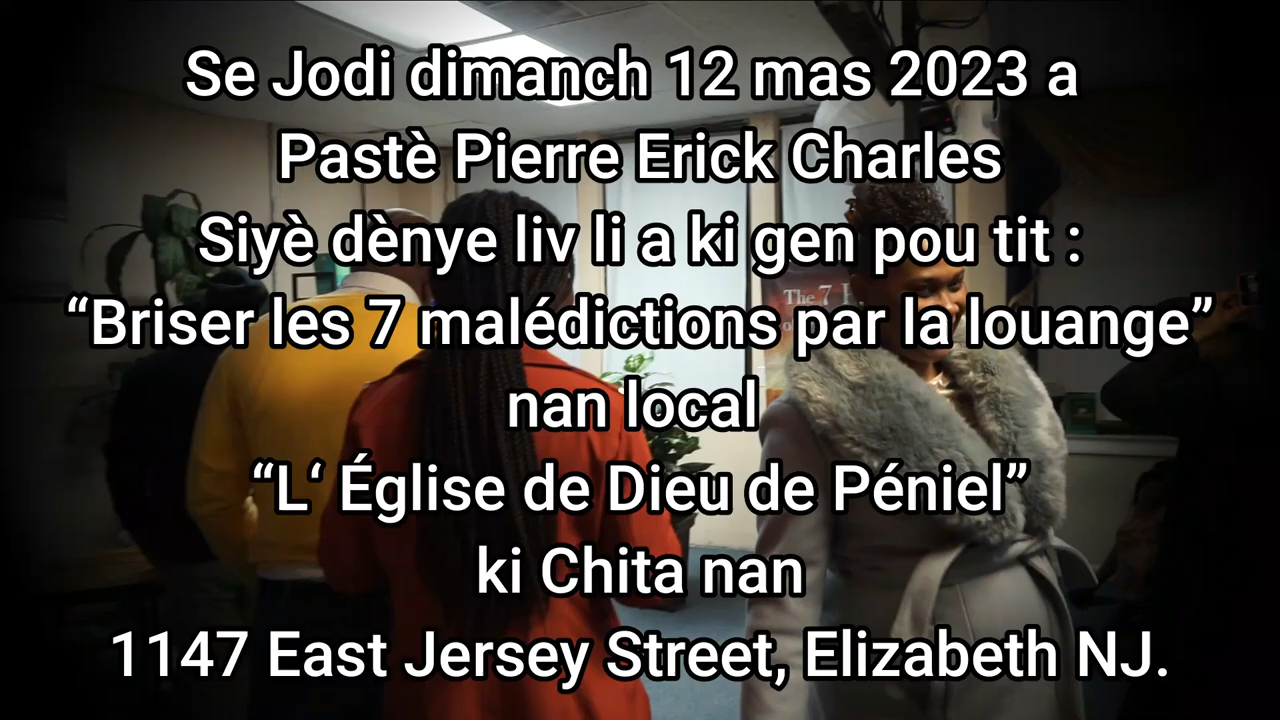 Se Jodi dimanch 12 mas 2023 a
Pastè Pierre Erick Charles
Siyè dènye liv li a ki gen pou tit :
“Briser les 7 malédictions par la louange”
nan local
“L‘ Église de Dieu de Péniel”
ki Chita nan
1147 East Jersey Street, Elizabeth NJ.
The 7